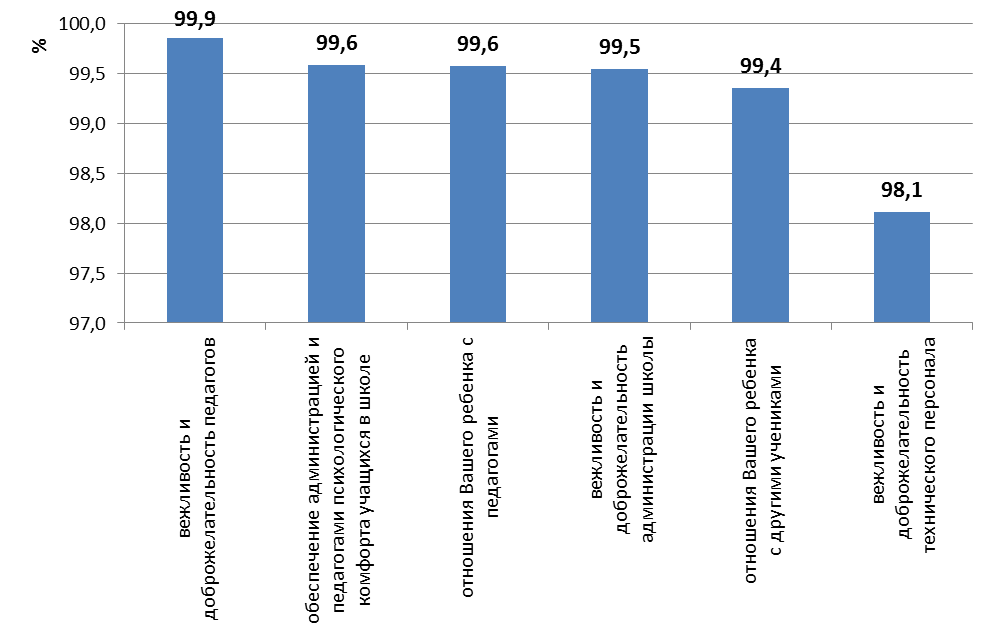 %
100,0
99,5
99,0
98,5
98,0
97,5
97,0
99,9
99,6
99,6
99,5
99,4
98,1
вежливость и
доброжелательность педагогов
обеспечение администрацией и
педагогами психологического
комфорта учащихся в школе
отношения Вашего ребенка с
педагогами
вежливость и
доброжелательность
администрации школы
отношения Вашего ребенка
с другими учениками
вежливость и
доброжелательность
технического персонала